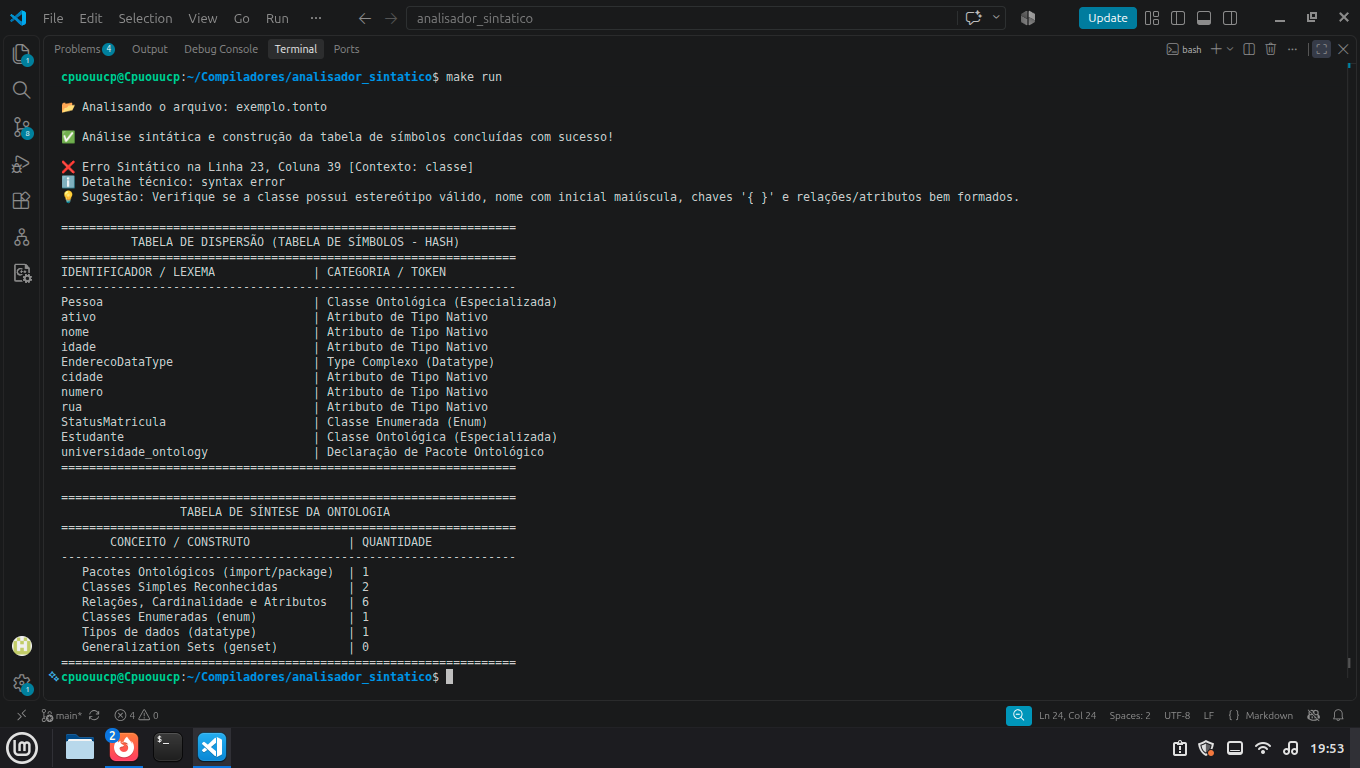 File Edit Selection View Go Run ··· analisador_sintatico Update
Problems 4 Output Debug Console Terminal Ports bash
cpuouucp@Cpuouucp:~/Compiladores/analisador_sintatico$ make run
📂 Analisando o arquivo: exemplo.tonto
✅ Análise sintática e construção da tabela de símbolos concluídas com sucesso!
❌ Erro Sintático na Linha 23, Coluna 39 [Contexto: classe]
ℹ️ Detalhe técnico: syntax error
💡 Sugestão: Verifique se a classe possui estereótipo válido, nome com inicial maiúscula, chaves '{ }' e relações/atributos bem formados.
=================================================================
TABELA DE DISPERSÃO (TABELA DE SÍMBOLOS - HASH)
=================================================================
IDENTIFICADOR / LEXEMA | CATEGORIA / TOKEN
-----------------------------------------------------------------
Pessoa | Classe Ontológica (Especializada)
ativo | Atributo de Tipo Nativo
nome | Atributo de Tipo Nativo
idade | Atributo de Tipo Nativo
EnderecoDataType | Type Complexo (Datatype)
cidade | Atributo de Tipo Nativo
numero | Atributo de Tipo Nativo
rua | Atributo de Tipo Nativo
StatusMatricula | Classe Enumerada (Enum)
Estudante | Classe Ontológica (Especializada)
universidade_ontology | Declaração de Pacote Ontológico
=================================================================
=================================================================
TABELA DE SÍNTESE DA ONTOLOGIA
=================================================================
CONCEITO / CONSTRUTO | QUANTIDADE
-----------------------------------------------------------------
Pacotes Ontológicos (import/package) | 1
Classes Simples Reconhecidas | 2
Relações, Cardinalidade e Atributos | 6
Classes Enumeradas (enum) | 1
Tipos de dados (datatype) | 1
Generalization Sets (genset) | 0
=================================================================
cpuouucp@Cpuouucp:~/Compiladores/analisador_sintatico$
1
8
1
main* 4 0 Ln 24, Col 24 Spaces: 2 UTF-8 LF { } Markdown
2 $_ 19:53